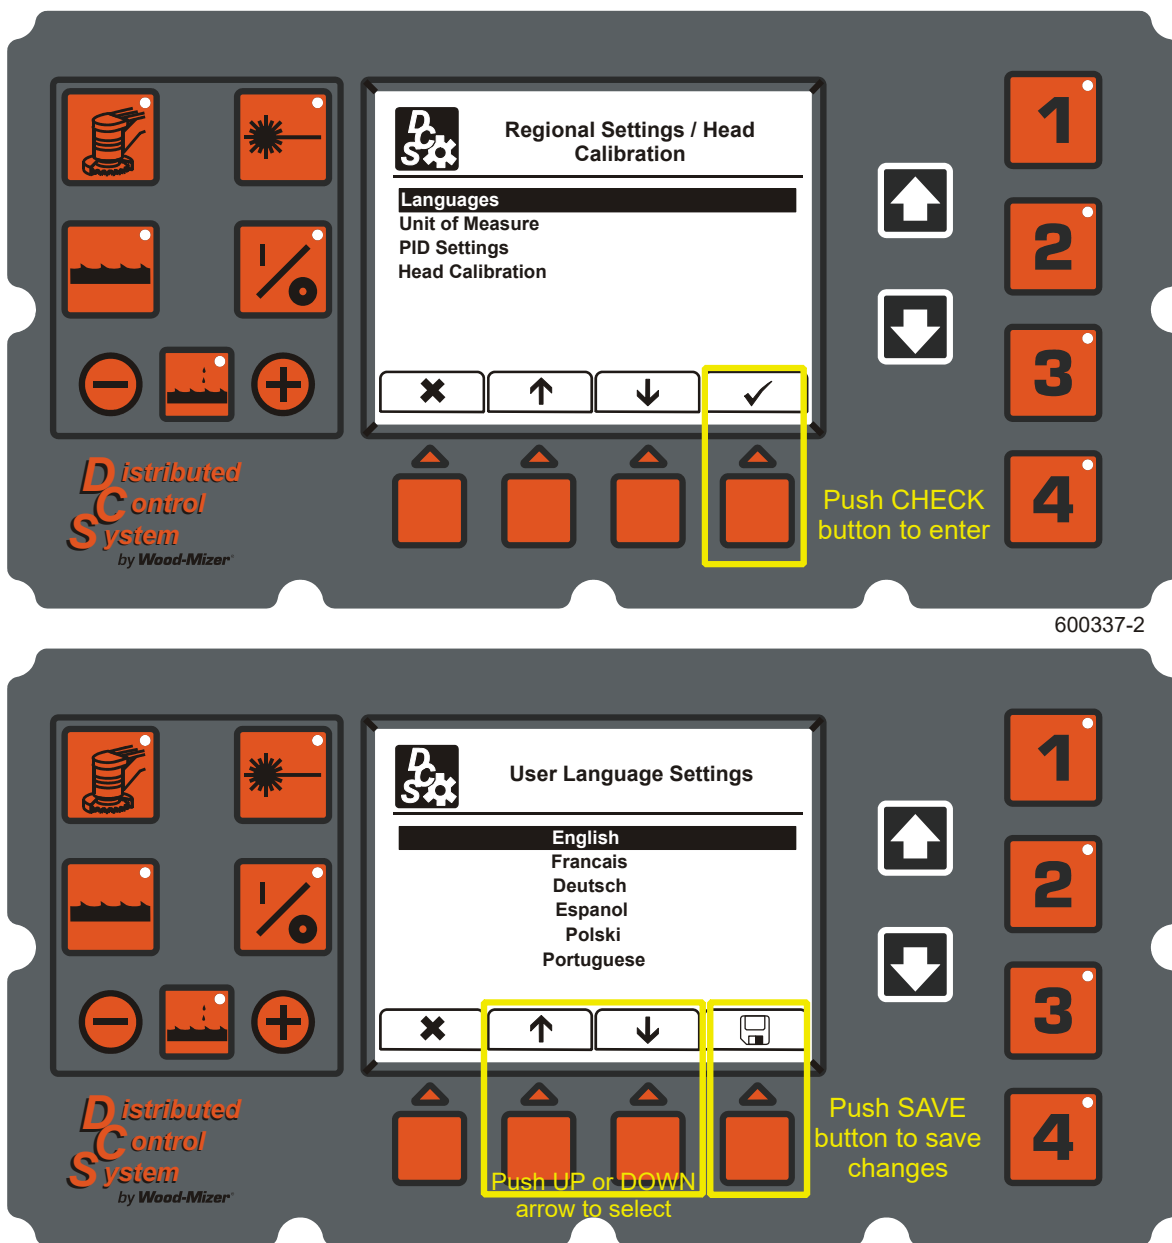 DCS
Regional Settings / Head
Calibration
Languages
Unit of Measure
PID Settings
Head Calibration
1
2
3
4
Distributed
Control
System
by Wood-Mizer®
Push CHECK
button to enter
600337-2
DCS
User Language Settings
English
Francais
Deutsch
Espanol
Polski
Portuguese
1
2
3
4
Distributed
Control
System
by Wood-Mizer®
Push UP or DOWN
arrow to select
Push SAVE
button to save
changes